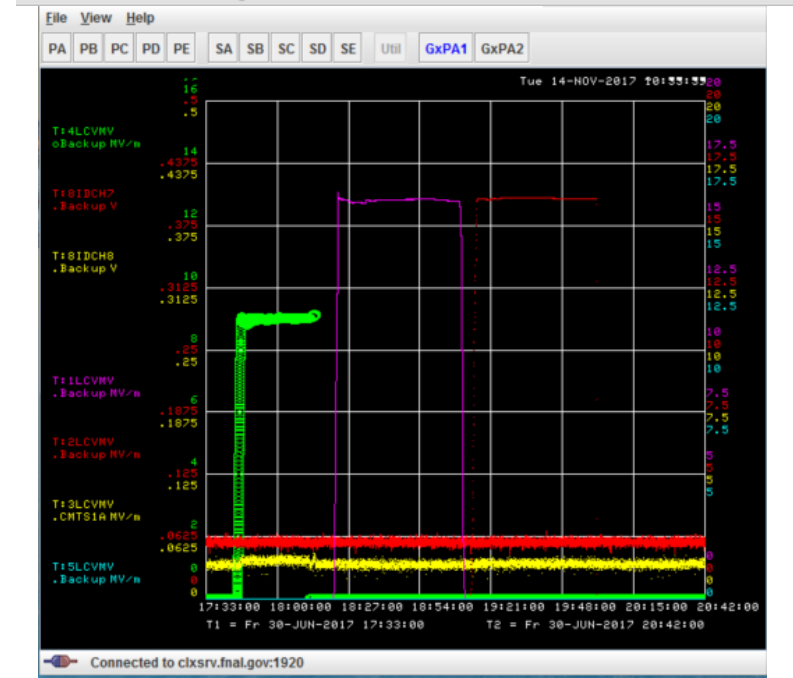 File View Help
PA PB PC PD PE SA SB SC SD SE Util GxPA1 GxPA2
Tue 14-NOV-2017
16
.5
.5
20
20
20
20
T:4LCVMV
oBackup MV/m
14
.4375
.4375
17.5
17.5
17.5
17.5
T:8IDCH7
.Backup V
12
.375
.375
15
15
15
15
T:8IDCH8
.Backup V
10
.3125
.3125
12.5
12.5
12.5
12.5
8
.25
.25
10
10
10
10
T:1LCVMV
.Backup MV/m
6
.1875
.1875
7.5
7.5
7.5
7.5
T:2LCVMV
.Backup MV/m
4
.125
.125
5
5
5
5
T:3LCVMV
.CMTS1A MV/m
2
.0625
.0625
T:5LCVMV
.Backup MV/m
0
0
0
0
0
0
0
17:33:00 18:00:00 18:27:00 18:54:00 19:21:00 19:48:00 20:15:00 20:42:00
T1 = Fr 30-JUN-2017 17:33:00 T2 = Fr 30-JUN-2017 20:42:00
Connected to clxsrv.fnal.gov:1920